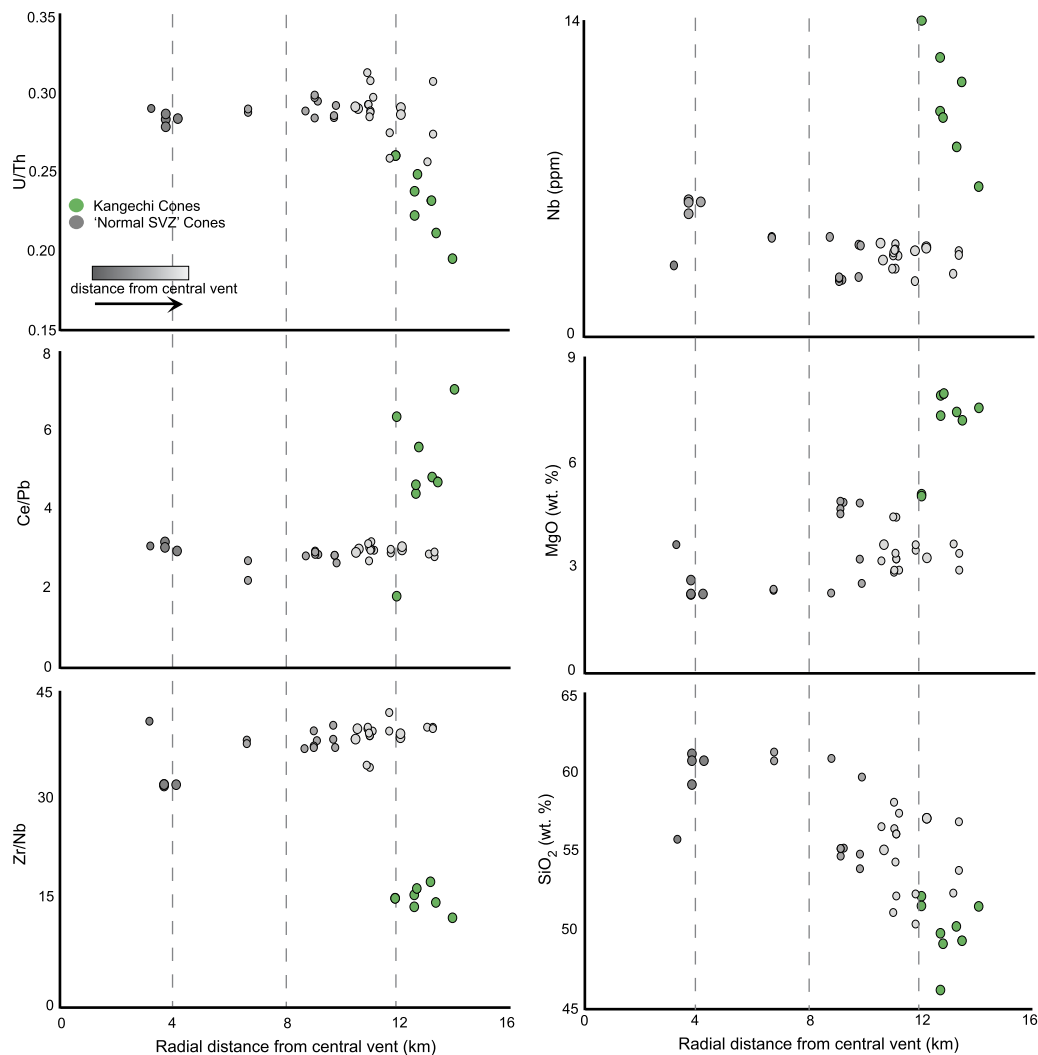 0.35
0.30
0.25
0.20
0.15
U/Th
Kangechi Cones
‘Normal SVZ’ Cones
distance from central vent
14
0
Nb (ppm)
8
6
4
2
0
Ce/Pb
9
6
3
0
MgO (wt. %)
45
30
15
0
Zr/Nb
0 4 8 12 16
Radial distance from central vent (km)
65
60
55
50
45
SiO2 (wt. %)
0 4 8 12 16
Radial distance from central vent (km)